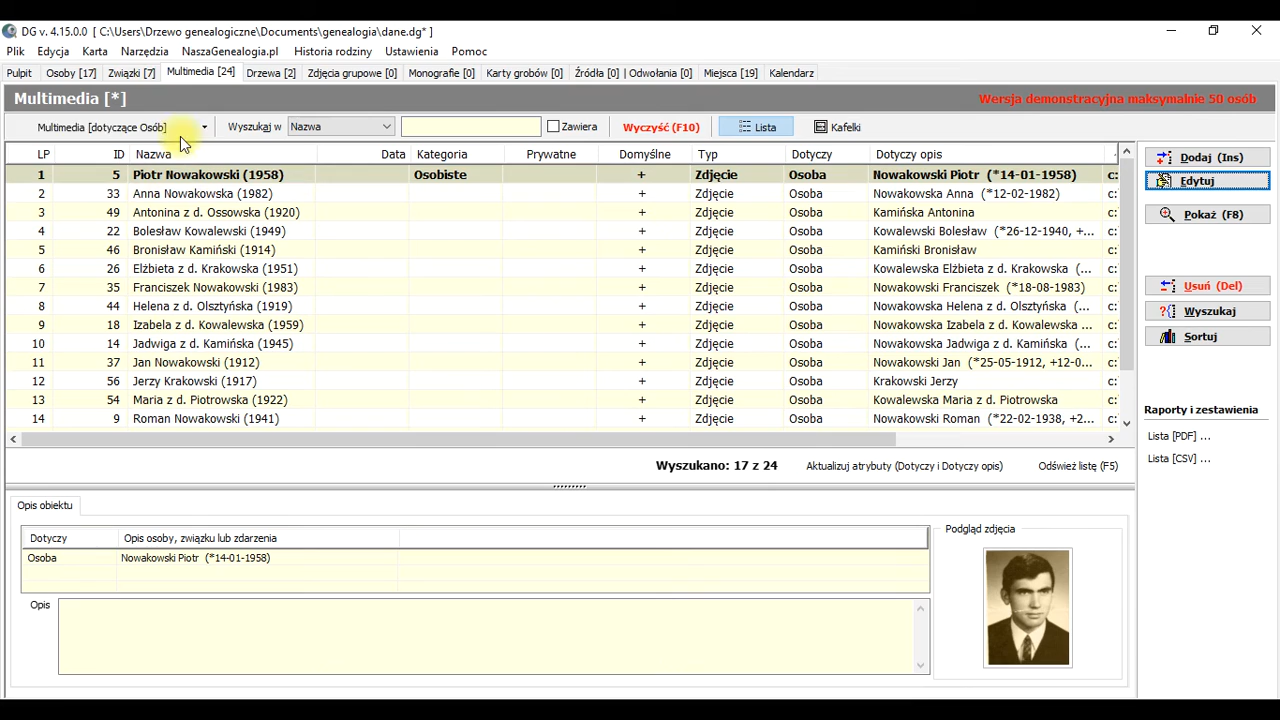 DG v. 4.15.0.0 [ C:\Users\Drzewo genealogiczne\Documents\genealogia\dane.dg* ]
Plik Edycja Karta Narzędzia NaszaGenealogia.pl Historia rodziny Ustawienia Pomoc
Pulpit Osoby [17] Związki [7] Multimedia [24] Drzewa [2] Zdjęcia grupowe [0] Monografie [0] Karty grobów [0] Źródła [0] | Odwołania [0] Miejsca [19] Kalendarz
Multimedia [*] Wersja demonstracyjna maksymalnie 50 osób
Multimedia [dotyczące Osób] Wyszukaj w Nazwa Zawiera Wyczyść (F10) Lista Kafelki
LP ID Nazwa Data Kategoria Prywatne Domyślne Typ Dotyczy Dotyczy opis
1 5 Piotr Nowakowski (1958) Osobiste + Zdjęcie Osoba Nowakowski Piotr (*14-01-1958) c:
2 33 Anna Nowakowska (1982) + Zdjęcie Osoba Nowakowska Anna (*12-02-1982) c:
3 49 Antonina z d. Ossowska (1920) + Zdjęcie Osoba Kamińska Antonina c:
4 22 Bolesław Kowalewski (1949) + Zdjęcie Osoba Kowalewski Bolesław (*26-12-1940, +... c:
5 46 Bronisław Kamiński (1914) + Zdjęcie Osoba Kamiński Bronisław c:
6 26 Elżbieta z d. Krakowska (1951) + Zdjęcie Osoba Kowalewska Elżbieta z d. Krakowska (... c:
7 35 Franciszek Nowakowski (1983) + Zdjęcie Osoba Nowakowski Franciszek (*18-08-1983) c:
8 44 Helena z d. Olsztyńska (1919) + Zdjęcie Osoba Nowakowska Helena z d. Olsztyńska (... c:
9 18 Izabela z d. Kowalewska (1959) + Zdjęcie Osoba Nowakowska Izabela z d. Kowalewska ... c:
10 14 Jadwiga z d. Kamińska (1945) + Zdjęcie Osoba Nowakowska Jadwiga z d. Kamińska (... c:
11 37 Jan Nowakowski (1912) + Zdjęcie Osoba Nowakowski Jan (*25-05-1912, +12-0... c:
12 56 Jerzy Krakowski (1917) + Zdjęcie Osoba Krakowski Jerzy c:
13 54 Maria z d. Piotrowska (1922) + Zdjęcie Osoba Kowalewska Maria z d. Piotrowska c:
14 9 Roman Nowakowski (1941) + Zdjęcie Osoba Nowakowski Roman (*22-02-1938, +2... c:
Wyszukano: 17 z 24 Aktualizuj atrybuty (Dotyczy i Dotyczy opis) Odśwież listę (F5)
Dodaj (Ins)
Edytuj
Pokaż (F8)
Usuń (Del)
Wyszukaj
Sortuj
Raporty i zestawienia
Lista [PDF] ...
Lista [CSV] ...
Opis obiektu
Dotyczy Opis osoby, związku lub zdarzenia
Osoba Nowakowski Piotr (*14-01-1958)
Opis
Podgląd zdjęcia